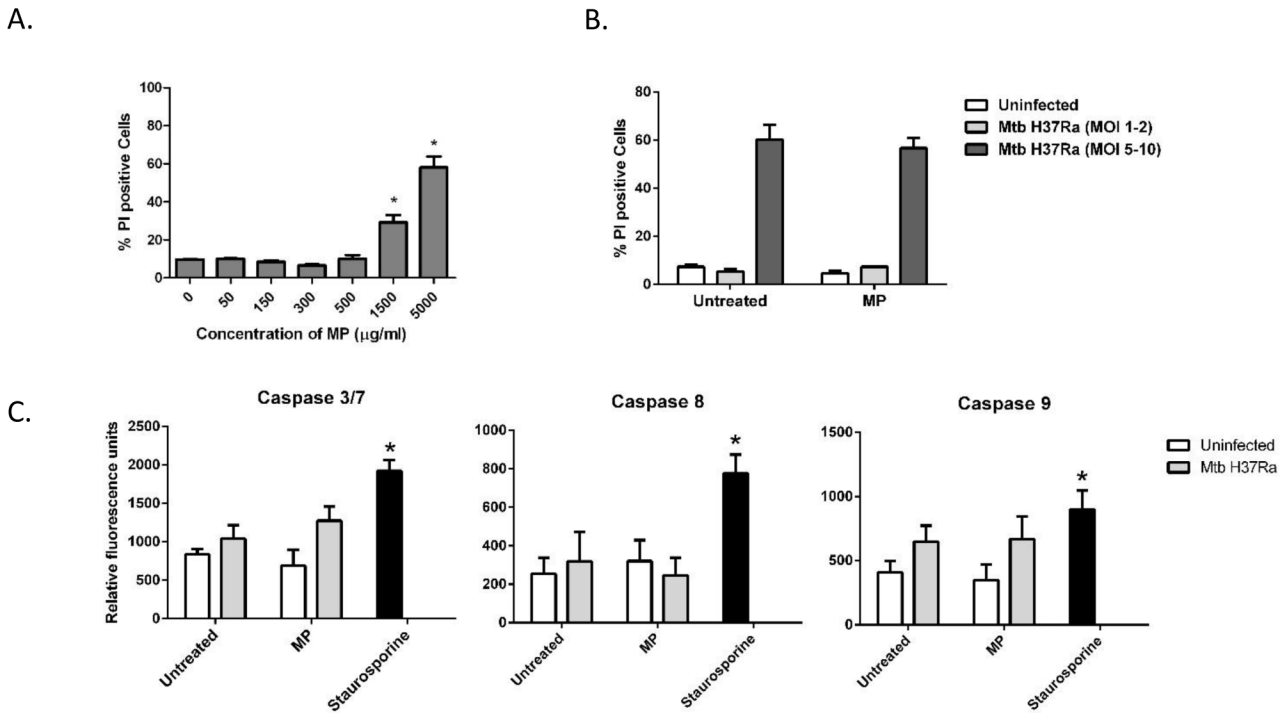 A.
B.
% PI positive Cells
100
80
60
40
20
0
*
*
0
50
150
300
500
1500
5000
Concentration of MP (µg/ml)
% PI positive Cells
80
60
40
20
0
Untreated
MP
Uninfected
Mtb H37Ra (MOI 1-2)
Mtb H37Ra (MOI 5-10)
C.
Caspase 3/7
Relative fluorescence units
2500
2000
1500
1000
500
0
*
Untreated
MP
Staurosporine
Caspase 8
1000
800
600
400
200
0
*
Untreated
MP
Staurosporine
Caspase 9
1500
1000
500
0
*
Untreated
MP
Staurosporine
Uninfected
Mtb H37Ra